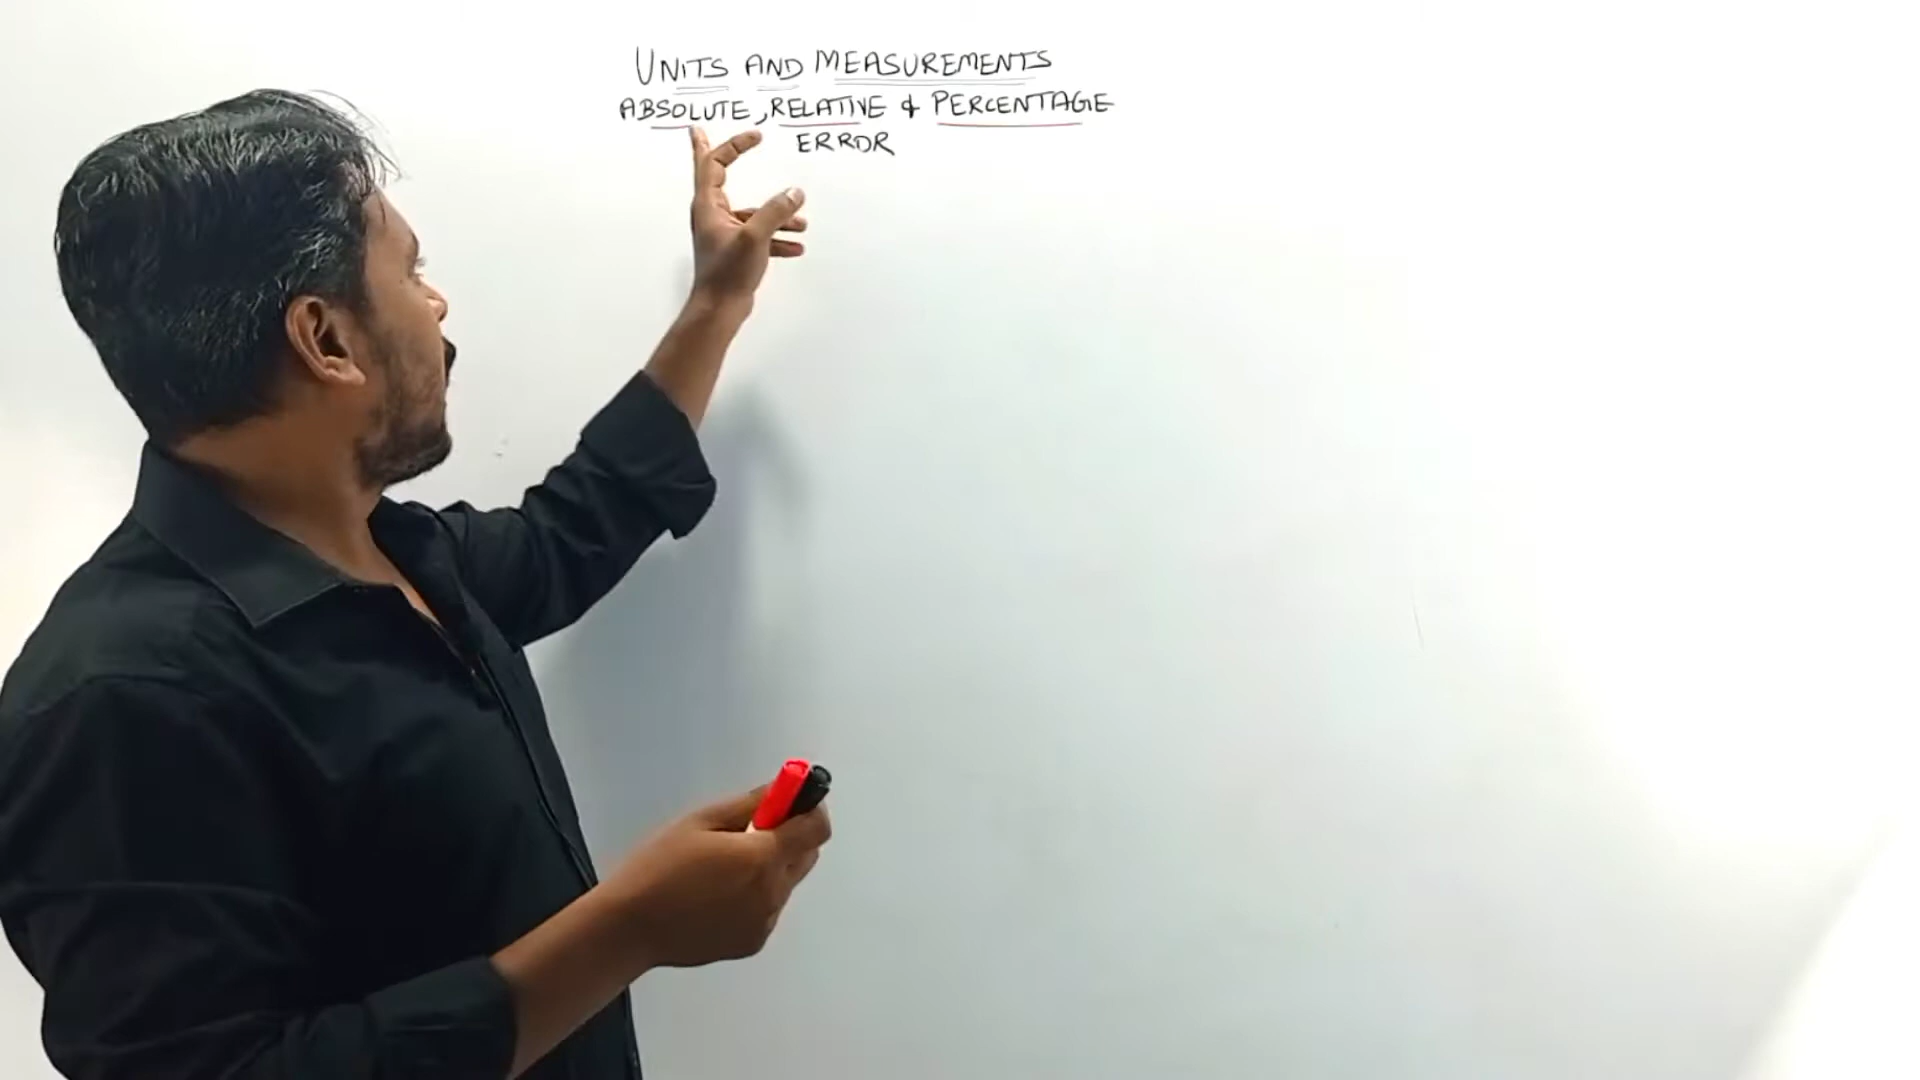 UNITS AND MEASUREMENTS
ABSOLUTE, RELATIVE & PERCENTAGE
ERROR